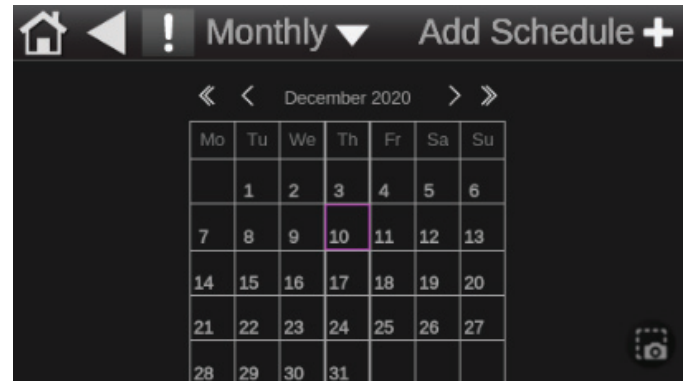 ! Monthly Add Schedule +
« < December 2020 > »
Mo Tu We Th Fr Sa Su
1 2 3 4 5 6
7 8 9 10 11 12 13
14 15 16 17 18 19 20
21 22 23 24 25 26 27
28 29 30 31